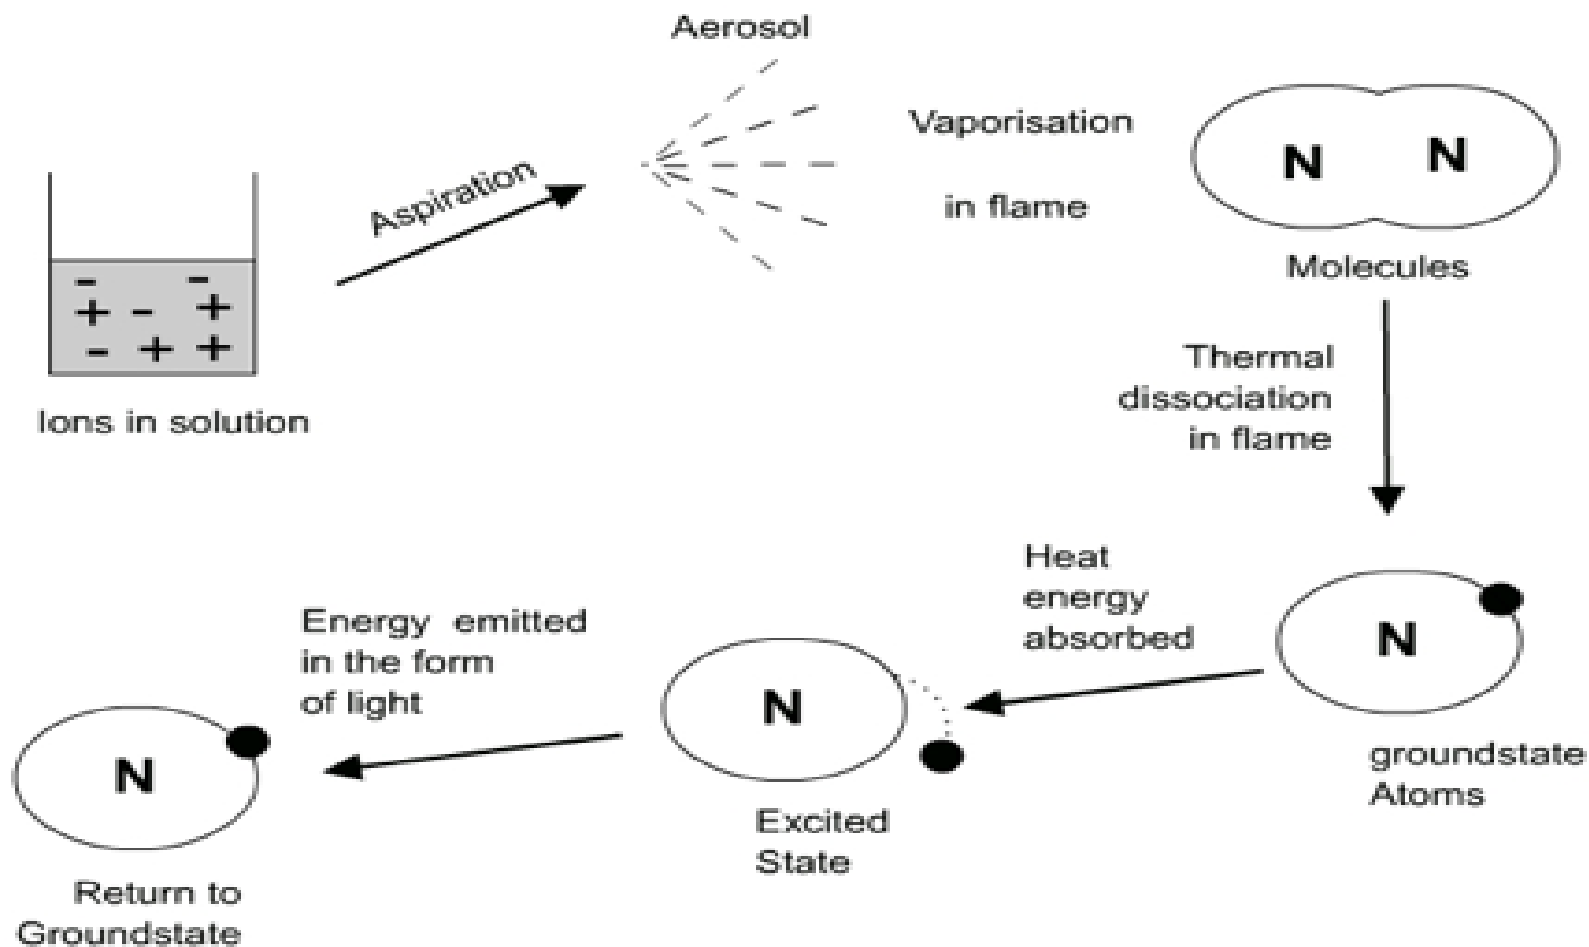 Aerosol
Aspiration
Vaporisation
in flame
N N
Molecules
- -
+ - +
- + +
Ions in solution
Thermal
dissociation
in flame
Heat
energy
absorbed
N
groundstate
Atoms
Energy emitted
in the form
of light
N
Excited
State
N
Return to
Groundstate